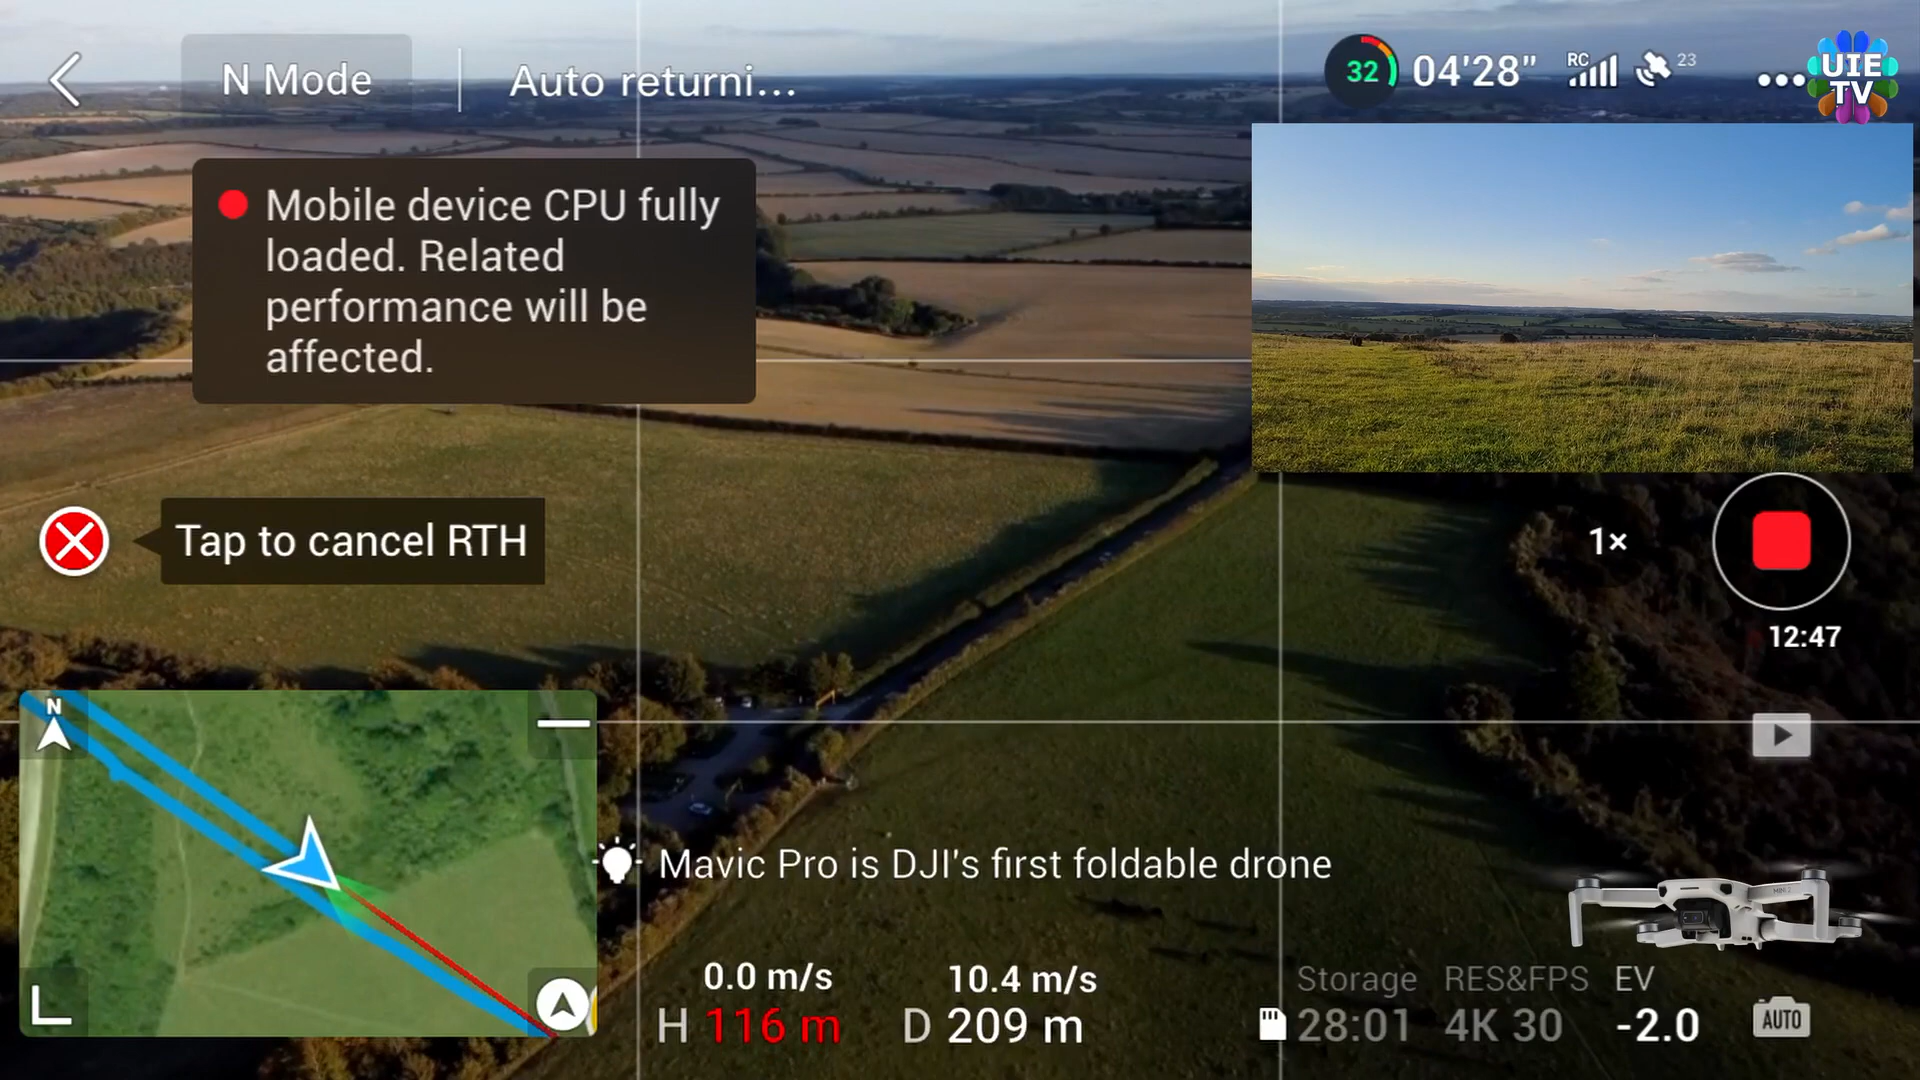 N Mode
Auto returni...
32
04'28"
RC
23
UIE
TV
Mobile device CPU fully
loaded. Related
performance will be
affected.
Tap to cancel RTH
1×
12:47
N
Mavic Pro is DJI's first foldable drone
0.0 m/s
10.4 m/s
H 116 m
D 209 m
Storage
28:01
RES&FPS
4K 30
EV
-2.0
AUTO
MINI 2